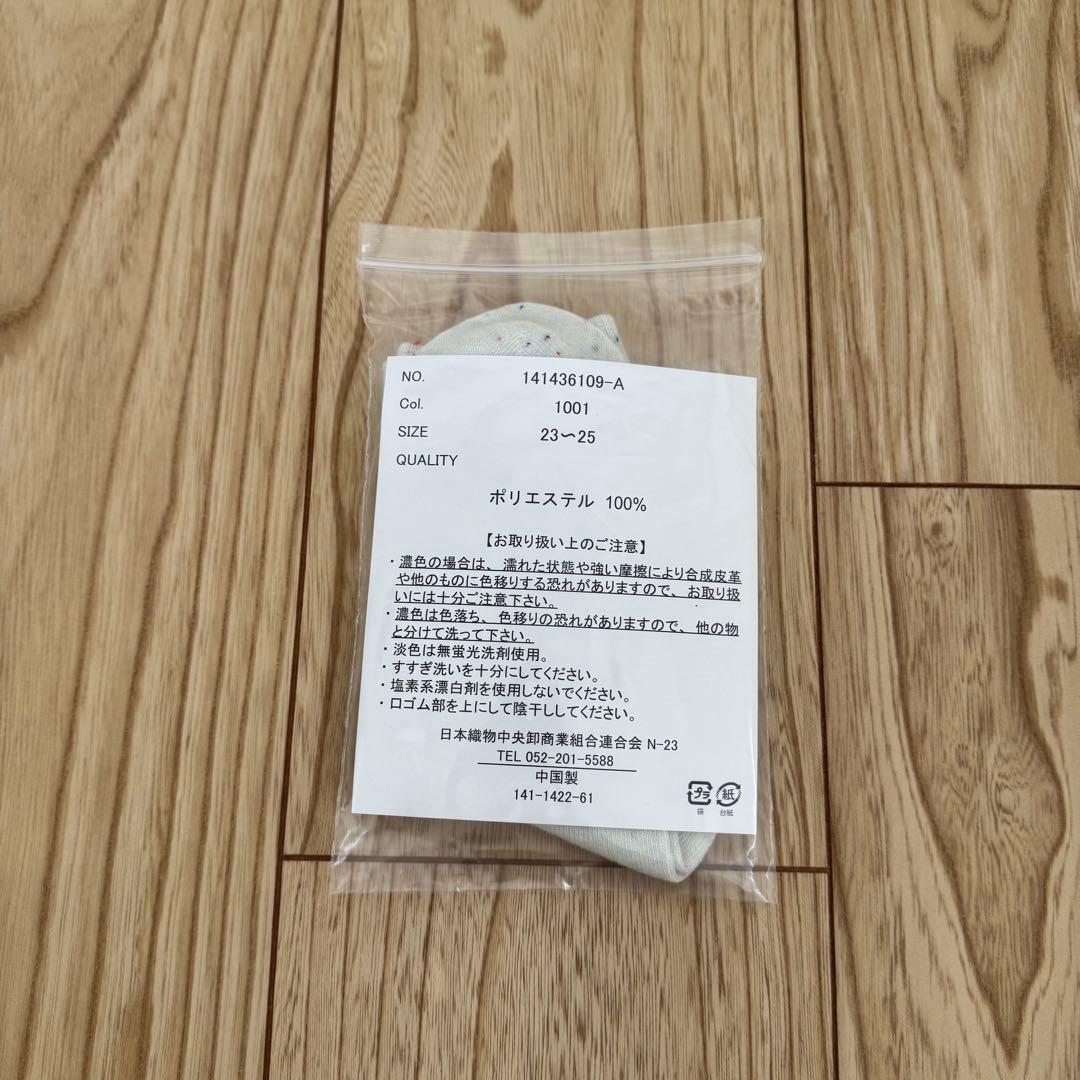 NO. 141436109-A
Col. 1001
SIZE 23〜25
QUALITY
ポリエステル 100%
【お取り扱い上のご注意】
・濃色の場合は、濡れた状態や強い摩擦により合成皮革
や他のものに色移りする恐れがありますので、お取り扱
いには十分ご注意下さい。
・濃色は色落ち、色移りの恐れがありますので、他の物
と分けて洗って下さい。
・淡色は無蛍光洗剤使用。
・すすぎ洗いを十分にしてください。
・塩素系漂白剤を使用しないでください。
・口ゴム部を上にして陰干ししてください。
日本織物中央卸商業組合連合会 N-23
TEL 052-201-5588
中国製
141-1422-61
プラ 紙
袋 台紙